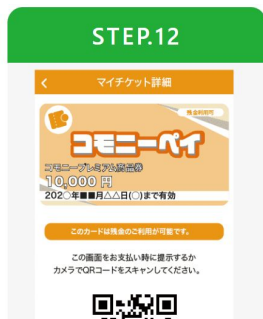 STEP.12
マイチケット詳細
残金利用可
コモニーペイ
コモニープレミアム商品券
10,000 円
202○年■■月△△日(○)まで有効
このカードは残金のご利用が可能です。
この画面をお支払い時に提示するか
カメラでQRコードをスキャンしてください。